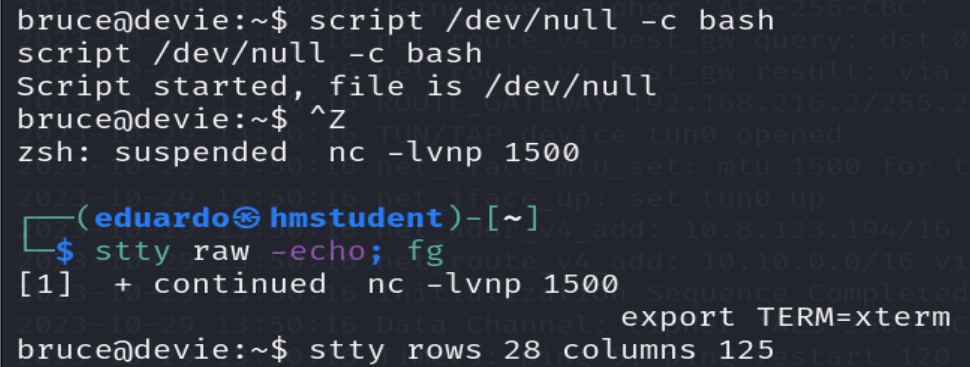 bruce@devie:~$ script /dev/null -c bash
script /dev/null -c bash
Script started, file is /dev/null
bruce@devie:~$ ^Z
zsh: suspended  nc -lvnp 1500
┌──(eduardo㉿hmstudent)-[~]
└─$ stty raw -echo; fg
[1]  + continued  nc -lvnp 1500
export TERM=xterm
bruce@devie:~$ stty rows 28 columns 125